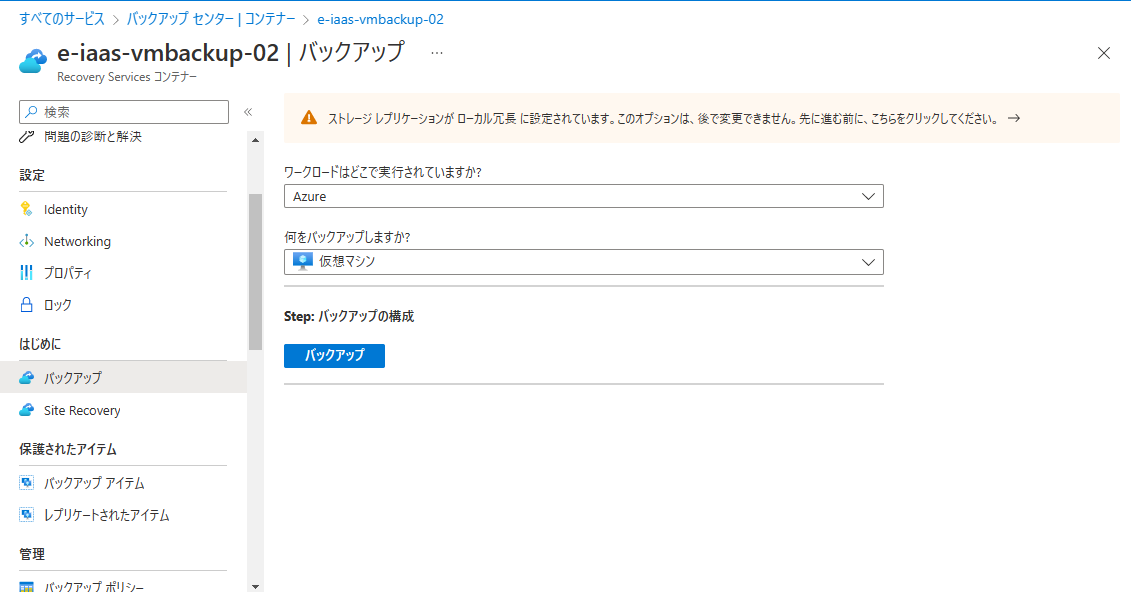 すべてのサービス > バックアップ センター | コンテナー > e-iaas-vmbackup-02
e-iaas-vmbackup-02 | バックアップ ...
Recovery Services コンテナー
検索
«
問題の診断と解決
設定
Identity
Networking
プロパティ
ロック
はじめに
バックアップ
Site Recovery
保護されたアイテム
バックアップ アイテム
レプリケートされたアイテム
管理
バックアップ ポリシー
ストレージ レプリケーションが ローカル冗長 に設定されています。このオプションは、後で変更できません。先に進む前に、こちらをクリックしてください。 →
ワークロードはどこで実行されていますか?
Azure
何をバックアップしますか?
仮想マシン
Step: バックアップの構成
バックアップ